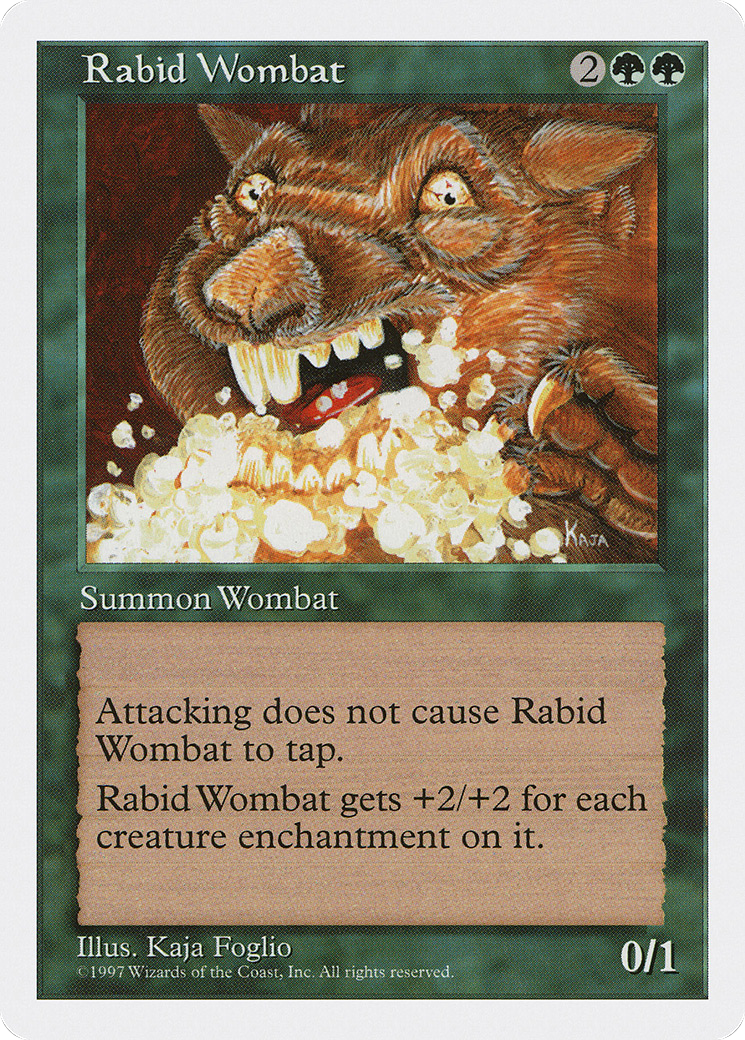 Rabid Wombat 2
KAJA
Summon Wombat
Attacking does not cause Rabid
Wombat to tap.
Rabid Wombat gets +2/+2 for each
creature enchantment on it.
Illus. Kaja Foglio
©1997 Wizards of the Coast, Inc. All rights reserved.
0/1